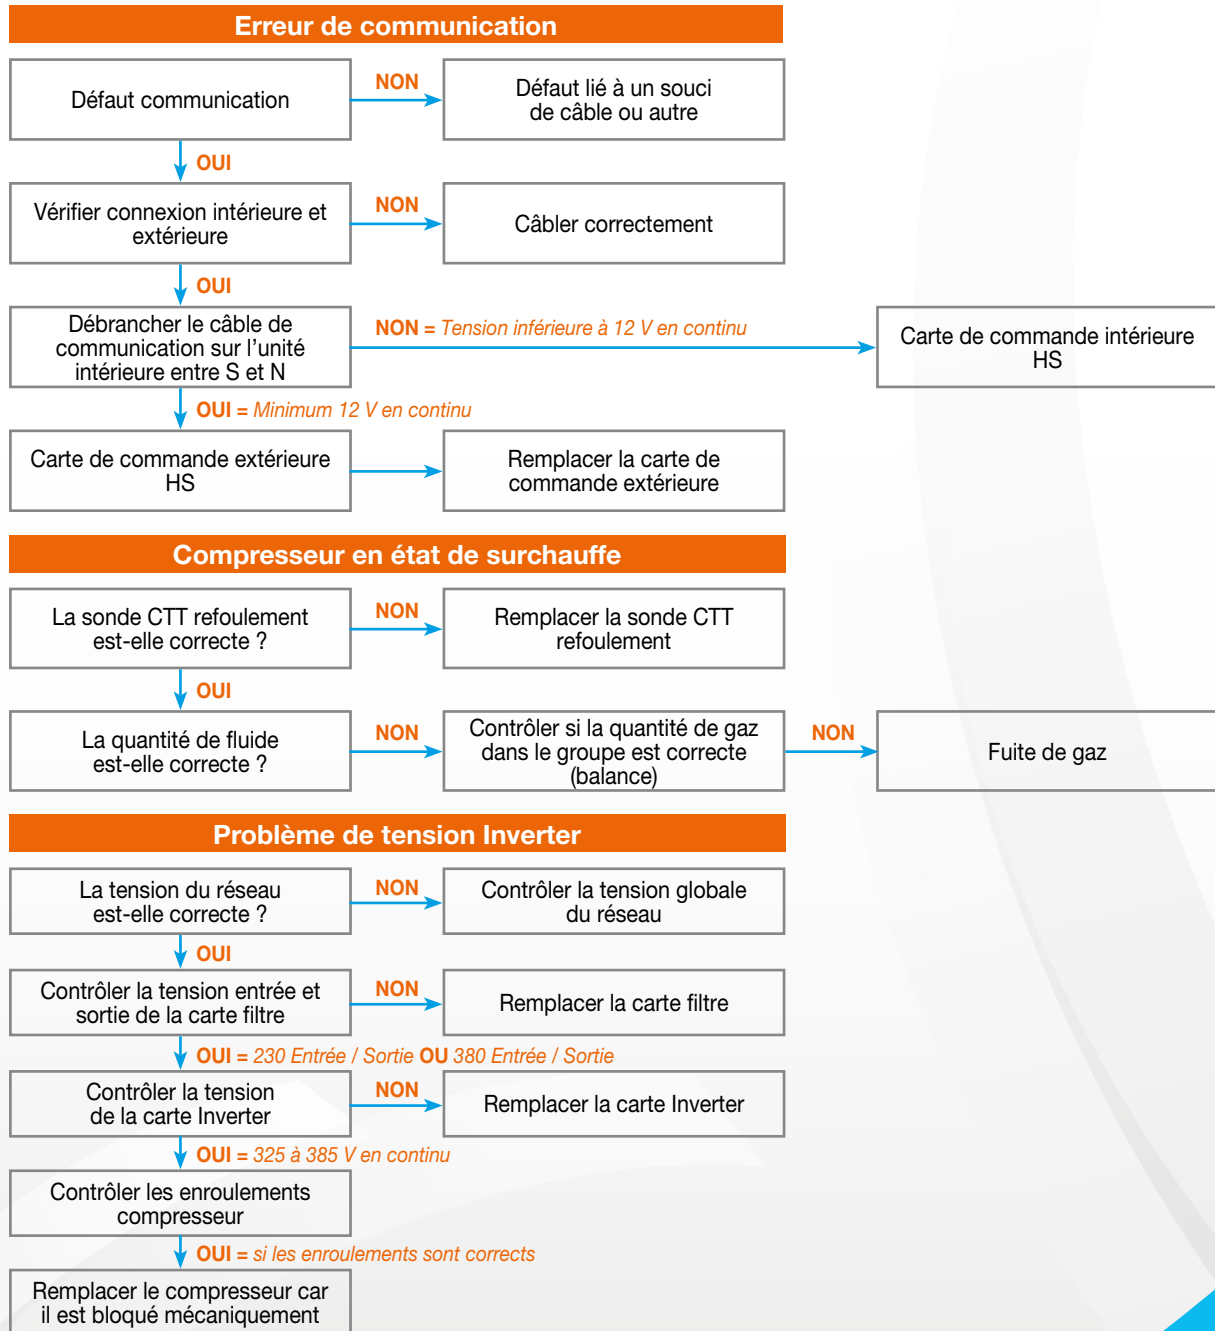 Erreur de communication
Défaut communication
NON
Défaut lié à un souci
de câble ou autre
OUI
Vérifier connexion intérieure et
extérieure
NON
Câbler correctement
OUI
Débrancher le câble de
communication sur l'unité
intérieure entre S et N
NON = Tension inférieure à 12 V en continu
Carte de commande intérieure
HS
OUI = Minimum 12 V en continu
Carte de commande extérieure
HS
Remplacer la carte de
commande extérieure
Compresseur en état de surchauffe
La sonde CTT refoulement
est-elle correcte ?
NON
Remplacer la sonde CTT
refoulement
OUI
La quantité de fluide
est-elle correcte ?
NON
Contrôler si la quantité de gaz
dans le groupe est correcte
(balance)
NON
Fuite de gaz
Problème de tension Inverter
La tension du réseau
est-elle correcte ?
NON
Contrôler la tension globale
du réseau
OUI
Contrôler la tension entrée et
sortie de la carte filtre
NON
Remplacer la carte filtre
OUI = 230 Entrée / Sortie OU 380 Entrée / Sortie
Contrôler la tension
de la carte Inverter
NON
Remplacer la carte Inverter
OUI = 325 à 385 V en continu
Contrôler les enroulements
compresseur
OUI = si les enroulements sont corrects
Remplacer le compresseur car
il est bloqué mécaniquement